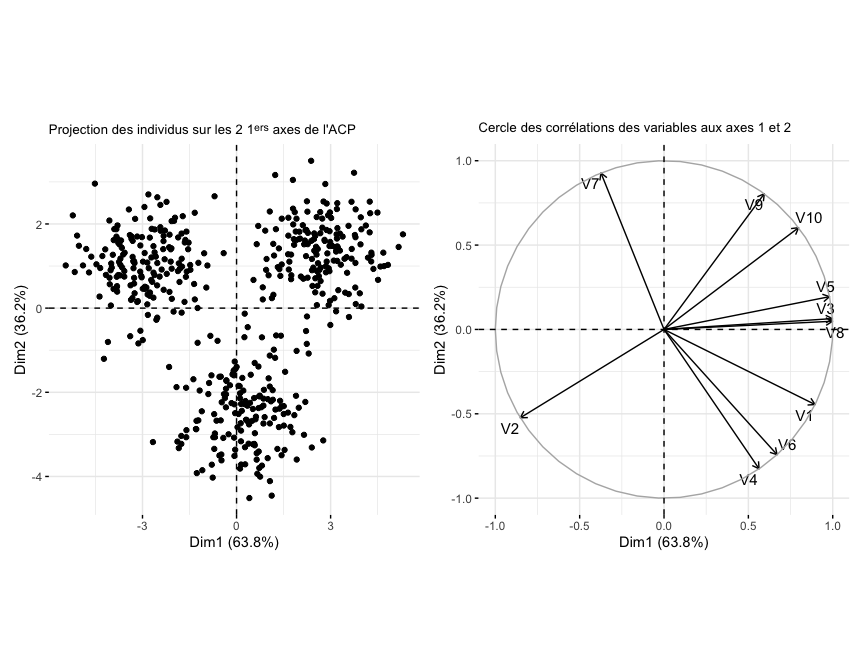 Projection des individus sur les 2 1ers axes de l'ACP
2
0
-2
-4
Dim2 (36.2%)
-3
0
3
Dim1 (63.8%)
Cercle des corrélations des variables aux axes 1 et 2
1.0
0.5
0.0
-0.5
-1.0
Dim2 (36.2%)
V7
V9
V10
V5
V3
V8
V1
V2
V6
V4
-1.0
-0.5
0.0
0.5
1.0
Dim1 (63.8%)